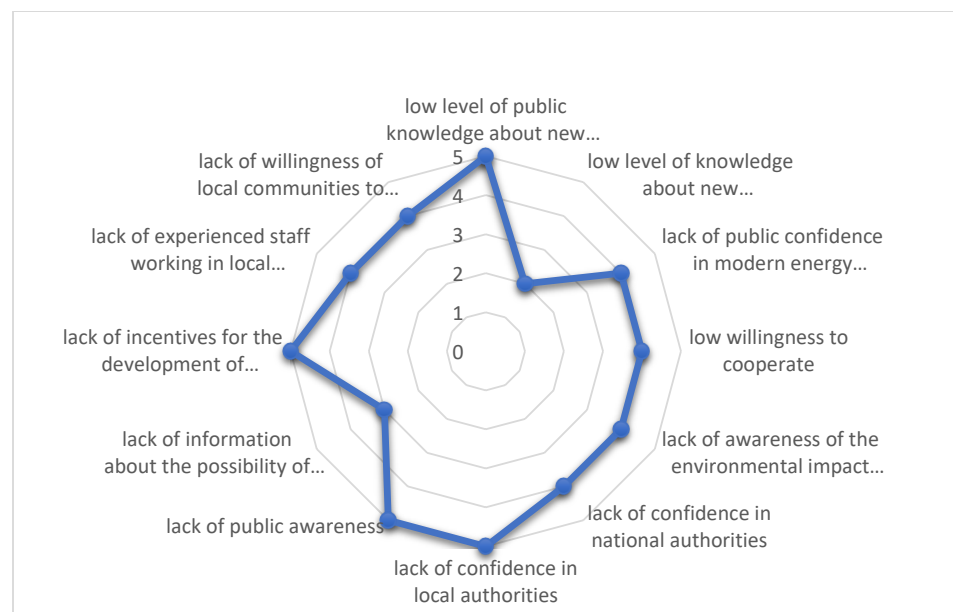 low level of public
knowledge about new...
low level of knowledge
about new...
lack of public confidence
in modern energy...
low willingness to
cooperate
lack of awareness of the
environmental impact...
lack of confidence in
national authorities
lack of confidence in
local authorities
lack of public awareness
lack of information
about the possibility of...
lack of incentives for the
development of...
lack of experienced staff
working in local...
lack of willingness of
local communities to...
5
4
3
2
1
0